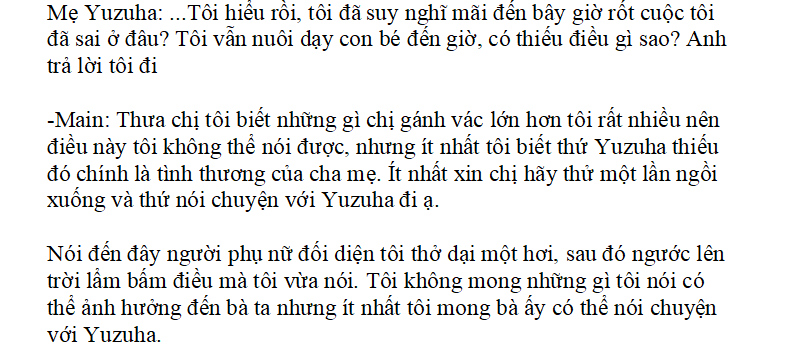 Mẹ Yuzuha: ...Tôi hiểu rồi, tôi đã suy nghĩ mãi đến bây giờ rốt cuộc tôi
đã sai ở đâu? Tôi vẫn nuôi dạy con bé đến giờ, có thiếu điều gì sao? Anh
trả lời tôi đi
-Main: Thưa chị tôi biết những gì chị gánh vác lớn hơn tôi rất nhiều nên
điều này tôi không thể nói được, nhưng ít nhất tôi biết thứ Yuzuha thiếu
đó chính là tình thương của cha mẹ. Ít nhất xin chị hãy thử một lần ngồi
xuống và thứ nói chuyện với Yuzuha đi ạ.
Nói đến đây người phụ nữ đối diện tôi thở dại một hơi, sau đó ngước lên
trời lẩm bấm điều mà tôi vừa nói. Tôi không mong những gì tôi nói có
thể ảnh hưởng đến bà ta nhưng ít nhất tôi mong bà ấy có thể nói chuyện
với Yuzuha.